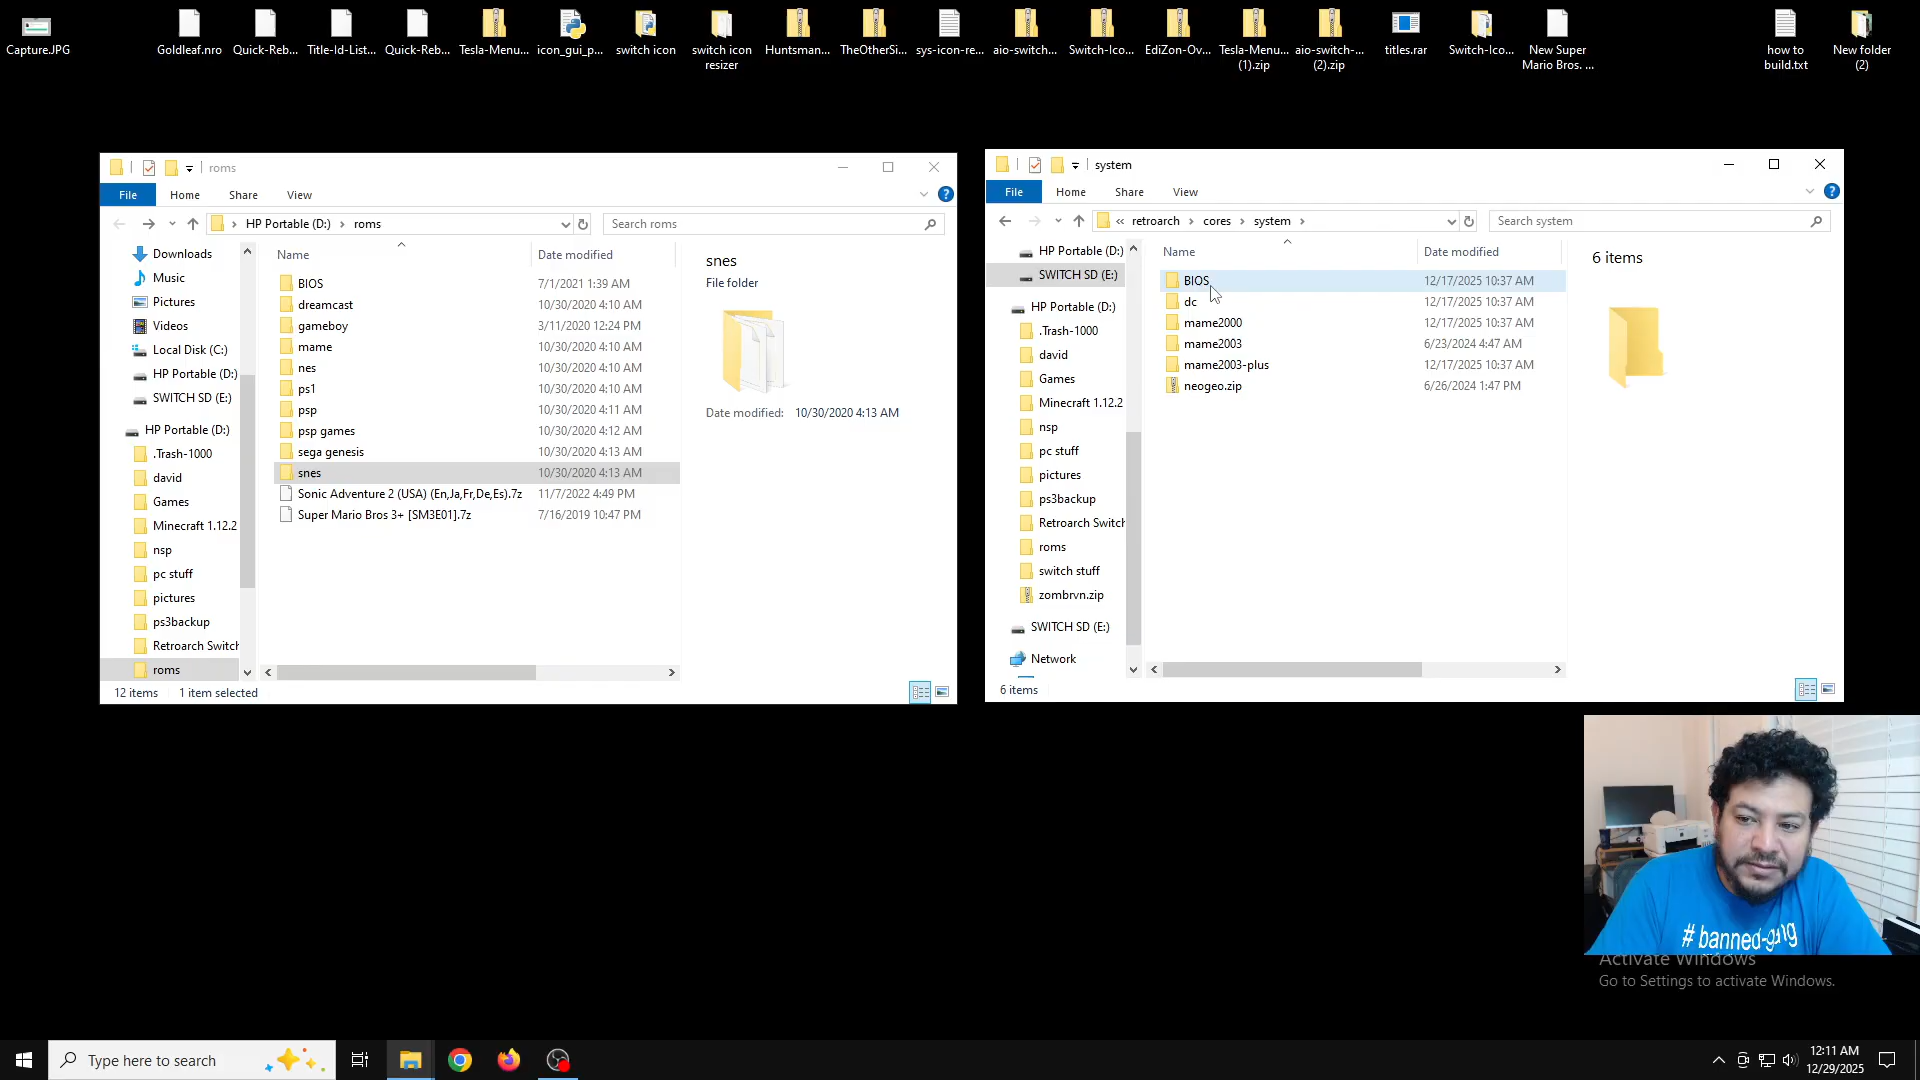 Capture.JPG
Goldleaf.nro
Quick-Reb...
Title-Id-List...
Quick-Reb...
Tesla-Menu...
icon_gui_p...
switch icon
switch icon
resizer
Huntsman...
TheOtherSi...
sys-icon-re...
aio-switch...
Switch-Ico...
EdiZon-Ov...
Tesla-Menu...
(1).zip
aio-switch-...
(2).zip
titles.rar
Switch-Ico...
New Super
Mario Bros. ...
how to
build.txt
New folder
(2)
roms
File
Home
Share
View
HP Portable (D:)
roms
Search roms
Downloads
Music
Pictures
Videos
Local Disk (C:)
HP Portable (D:)
SWITCH SD (E:)
HP Portable (D:)
.Trash-1000
david
Games
Minecraft 1.12.2
nsp
pc stuff
pictures
ps3backup
Retroarch Switch
roms
Name Date modified
BIOS 7/1/2021 1:39 AM
dreamcast 10/30/2020 4:10 AM
gameboy 3/11/2020 12:24 PM
mame 10/30/2020 4:10 AM
nes 10/30/2020 4:10 AM
ps1 10/30/2020 4:10 AM
psp 10/30/2020 4:11 AM
psp games 10/30/2020 4:12 AM
sega genesis 10/30/2020 4:13 AM
snes 10/30/2020 4:13 AM
Sonic Adventure 2 (USA) (En,Ja,Fr,De,Es).7z 11/7/2022 4:49 PM
Super Mario Bros 3+ [SM3E01].7z 7/16/2019 10:47 PM
snes
File folder
Date modified: 10/30/2020 4:13 AM
12 items 1 item selected
system
File
Home
Share
View
« retroarch
cores
system
Search system
HP Portable (D:)
SWITCH SD (E:)
HP Portable (D:)
.Trash-1000
david
Games
Minecraft 1.12.2
nsp
pc stuff
pictures
ps3backup
Retroarch Switch
roms
switch stuff
zombrvn.zip
SWITCH SD (E:)
Network
Name Date modified
BIOS 12/17/2025 10:37 AM
dc 12/17/2025 10:37 AM
mame2000 12/17/2025 10:37 AM
mame2003 6/23/2024 4:47 AM
mame2003-plus 12/17/2025 10:37 AM
neogeo.zip 6/26/2024 1:47 PM
6 items
6 items
# banned-gang
Activate Windows
Go to Settings to activate Windows.
Type here to search
12:11 AM
12/29/2025